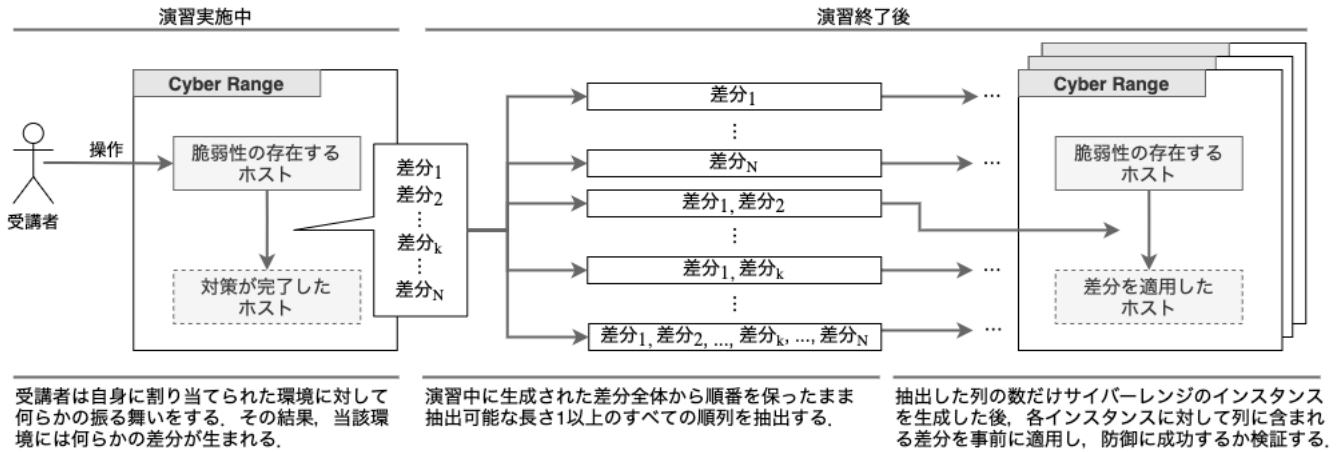 演習実施中
演習終了後
Cyber Range
受講者
操作
脆弱性の存在する
ホスト
対策が完了した
ホスト
差分1
差分2
⋮
差分k
⋮
差分N
差分1
⋮
差分N
差分1, 差分2
⋮
差分1, 差分k
⋮
差分1, 差分2, ..., 差分k, ..., 差分N
...
...
...
...
Cyber Range
脆弱性の存在する
ホスト
差分を適用した
ホスト
受講者は自身に割り当てられた環境に対して
何らかの振る舞いをする．その結果，当該環
境には何らかの差分が生まれる．
演習中に生成された差分全体から順番を保ったまま
抽出可能な長さ1以上のすべての順列を抽出する．
抽出した列の数だけサイバーレンジのインスタンス
を生成した後，各インスタンスに対して列に含まれ
る差分を事前に適用し，防御に成功するか検証する．